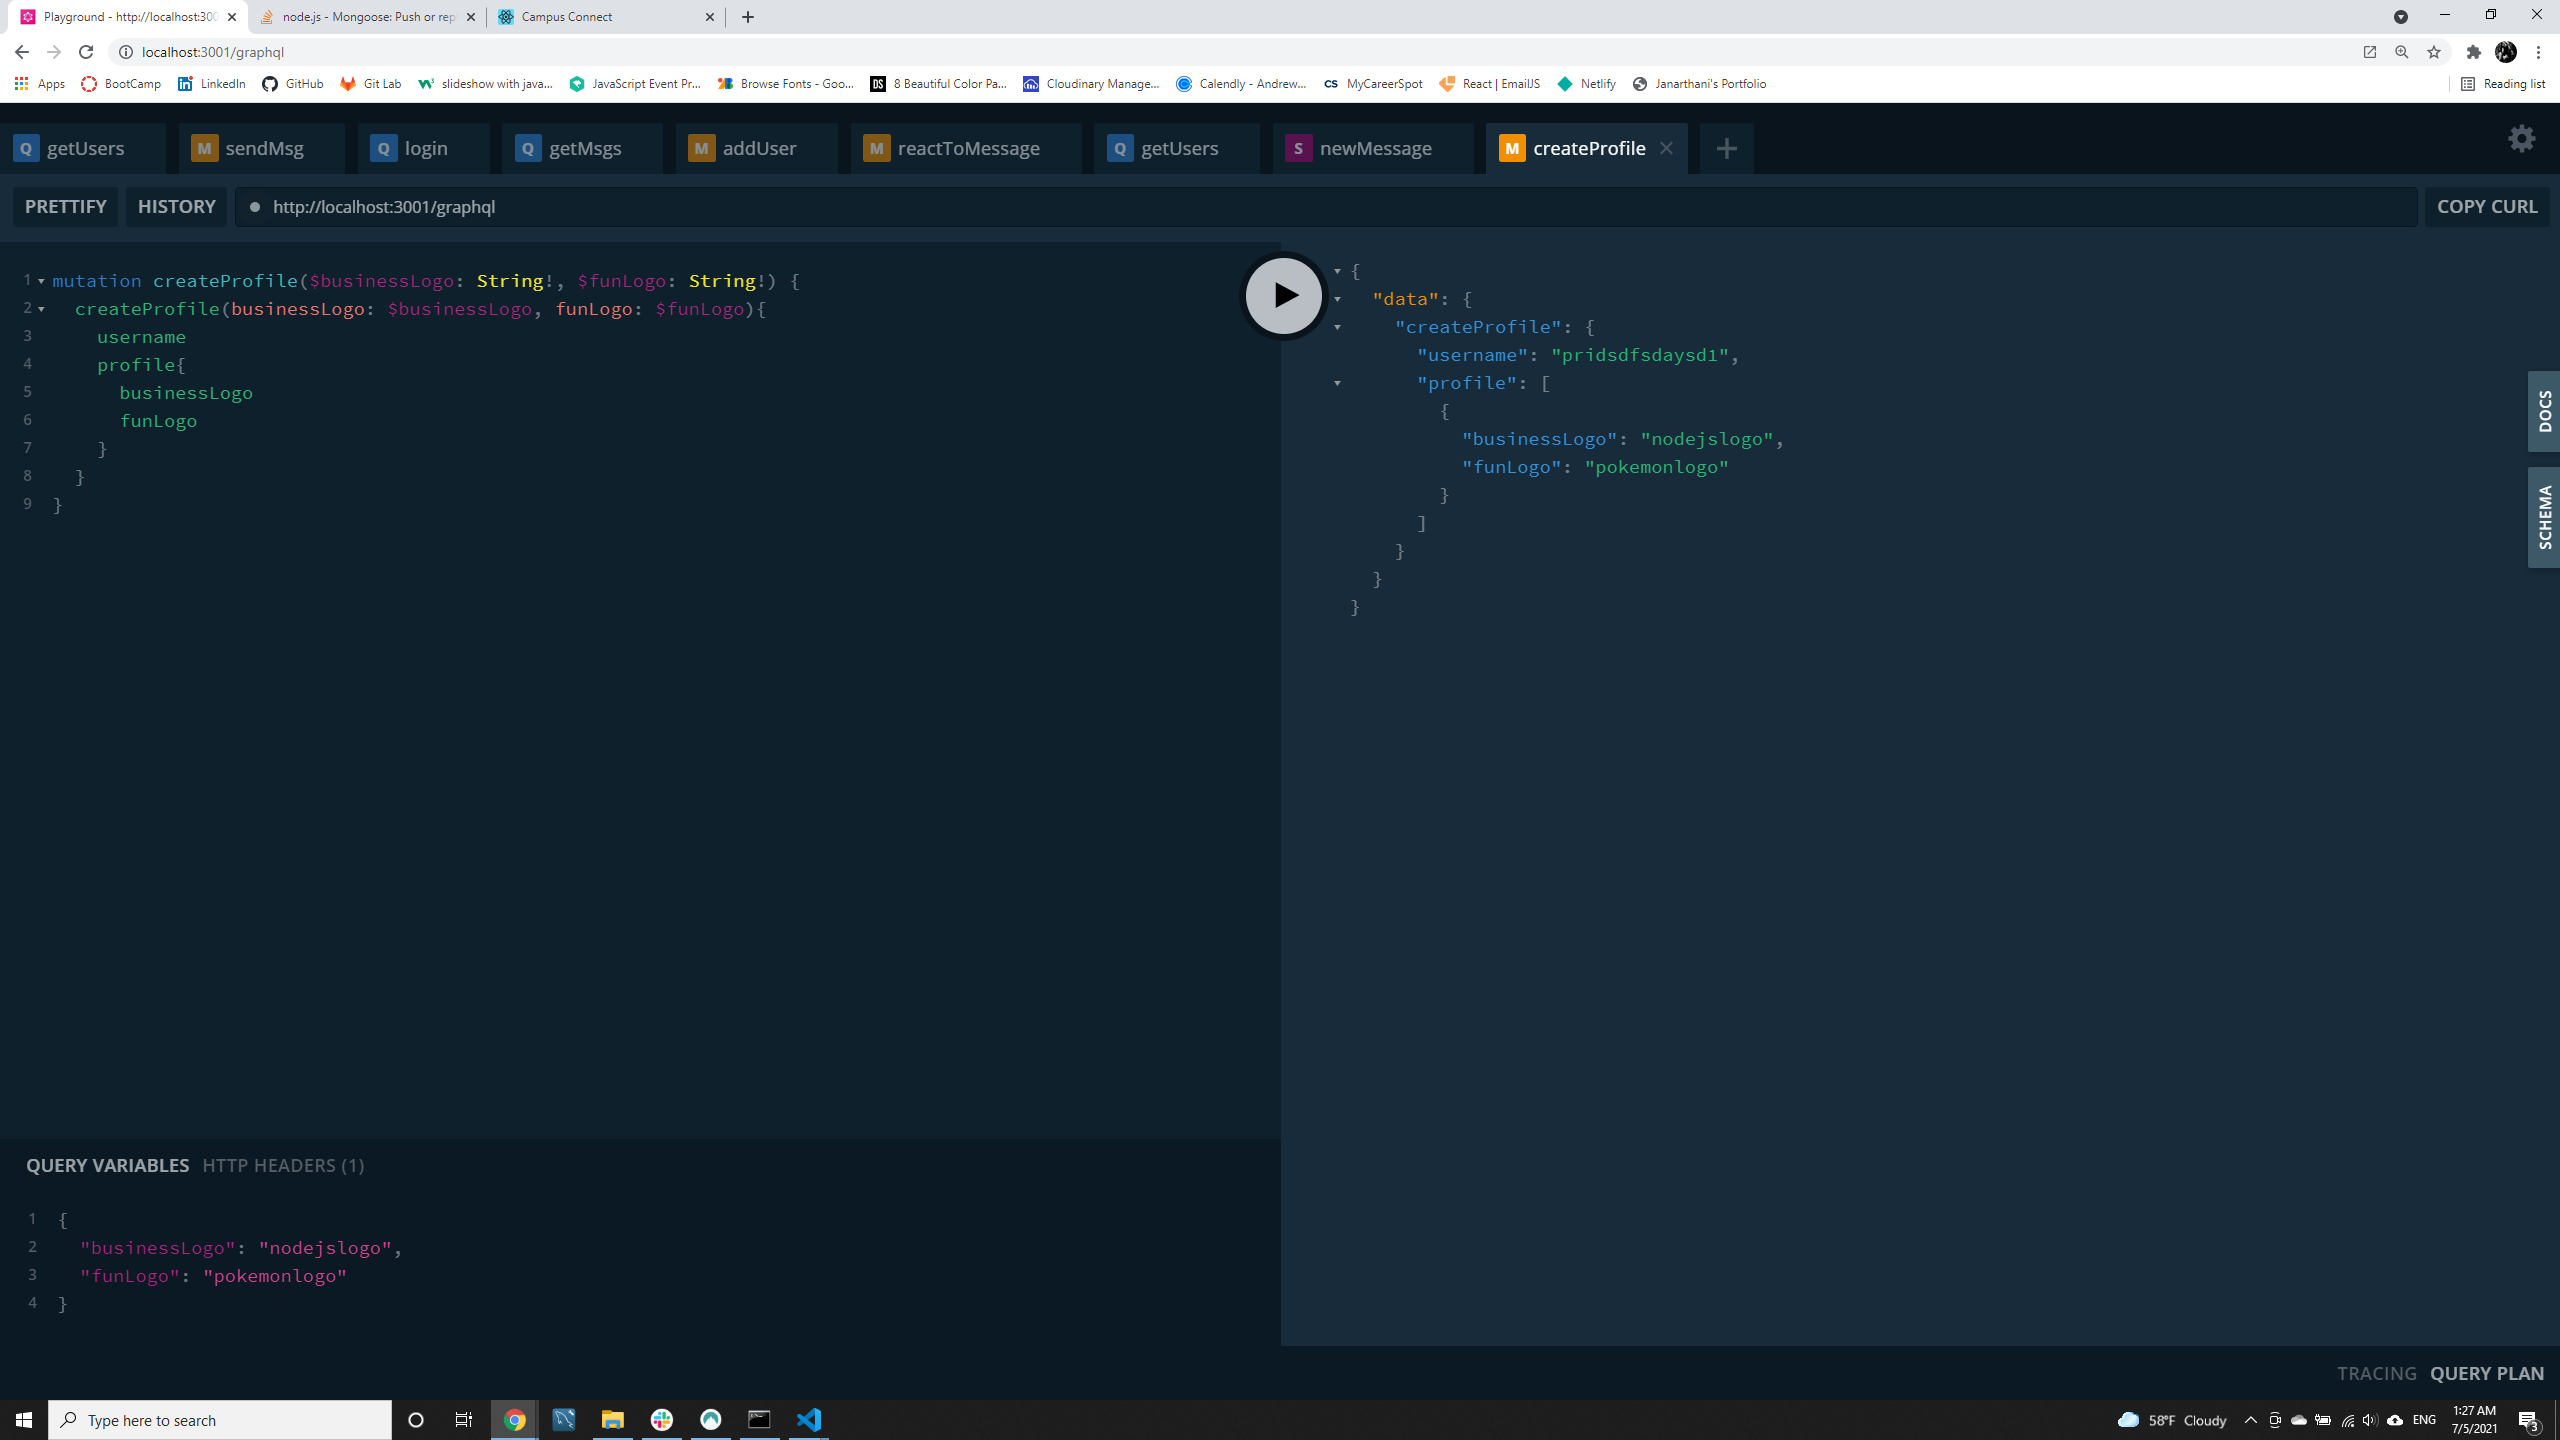 Playground - http://localhost:300
node.js - Mongoose: Push or rep
Campus Connect
localhost:3001/graphql
Apps
BootCamp
LinkedIn
GitHub
Git Lab
slideshow with java...
JavaScript Event Pr...
Browse Fonts - Goo...
DS
8 Beautiful Color Pa...
Cloudinary Manage...
Calendly - Andrew...
CS
MyCareerSpot
React | EmailJS
Netlify
Janarthani's Portfolio
Reading list
Q getUsers
M sendMsg
Q login
Q getMsgs
M addUser
M reactToMessage
Q getUsers
S newMessage
M createProfile
PRETTIFY
HISTORY
http://localhost:3001/graphql
COPY CURL
1 mutation createProfile($businessLogo: String!, $funLogo: String!) {
2 createProfile(businessLogo: $businessLogo, funLogo: $funLogo){
3 username
4 profile{
5 businessLogo
6 funLogo
7 }
8 }
9 }
{
"data": {
"createProfile": {
"username": "pridsdfsdaysd1",
"profile": [
{
"businessLogo": "nodejslogo",
"funLogo": "pokemonlogo"
}
]
}
}
}
DOCS
SCHEMA
QUERY VARIABLES
HTTP HEADERS (1)
1 {
2 "businessLogo": "nodejslogo",
3 "funLogo": "pokemonlogo"
4 }
TRACING
QUERY PLAN
Type here to search
58°F Cloudy
ENG
1:27 AM
7/5/2021
3